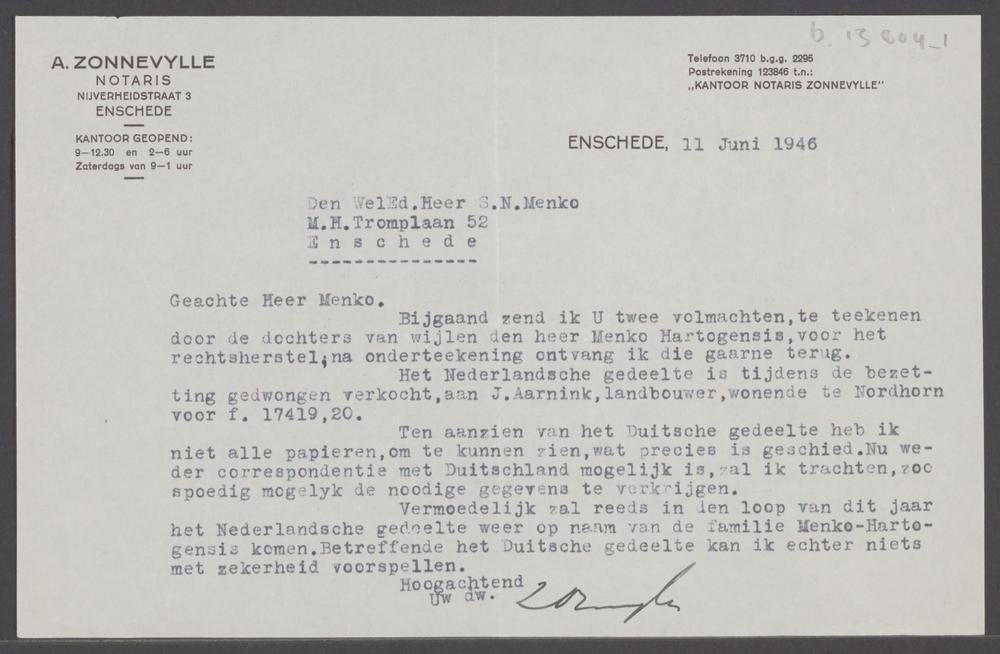 b. 13 804-1
A. ZONNEVYLLE
NOTARIS
NIJVERHEIDSTRAAT 3
ENSCHEDE
KANTOOR GEOPEND:
9—12.30 en 2—6 uur
Zaterdags van 9—1 uur
Telefoon 3710 b.g.g. 2295
Postrekening 123846 t.n.:
„KANTOOR NOTARIS ZONNEVYLLE"
ENSCHEDE, 11 Juni 1946
Den WelEd.Heer S.N.Menko
M.H.Tromplaan 52
E n s c h e d e
---------------
Geachte Heer Menko.
Bijgaand zend ik U twee volmachten,te teekenen
door de dochters van wijlen den heer Menko Hartogensis,voor het
rechtsherstel;na onderteekening ontvang ik die gaarne terug.
Het Nederlandsche gedeelte is tijdens de bezet-
ting gedwongen verkocht,aan J.Aarnink,landbouwer,wonende te Nordhorn
voor f. 17419,20.
Ten aanzien van het Duitsche gedeelte heb ik
niet alle papieren,om te kunnen zien,wat precies is geschied.Nu we-
der correspondentie met Duitschland mogelijk is,zal ik trachten,zoo
spoedig mogelyk de noodige gegevens te verkrijgen.
Vermoedelijk zal reeds in den loop van dit jaar
het Nederlandsche gedeelte weer op naam van de familie Menko-Harto-
gensis komen.Betreffende het Duitsche gedeelte kan ik echter niets
met zekerheid voorspellen.
Hoogachtend
Uw dw.